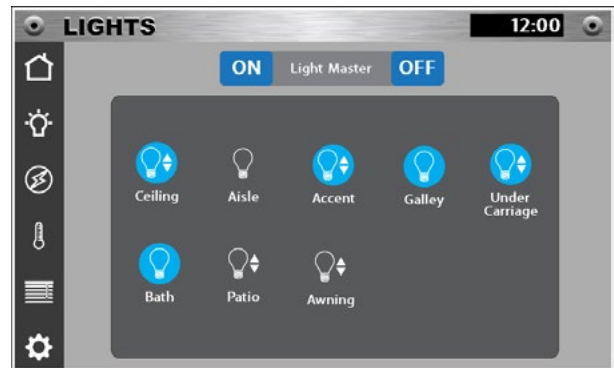 LIGHTS
12:00
ON
Light Master
OFF
Ceiling
Aisle
Accent
Galley
Under
Carriage
Bath
Patio
Awning